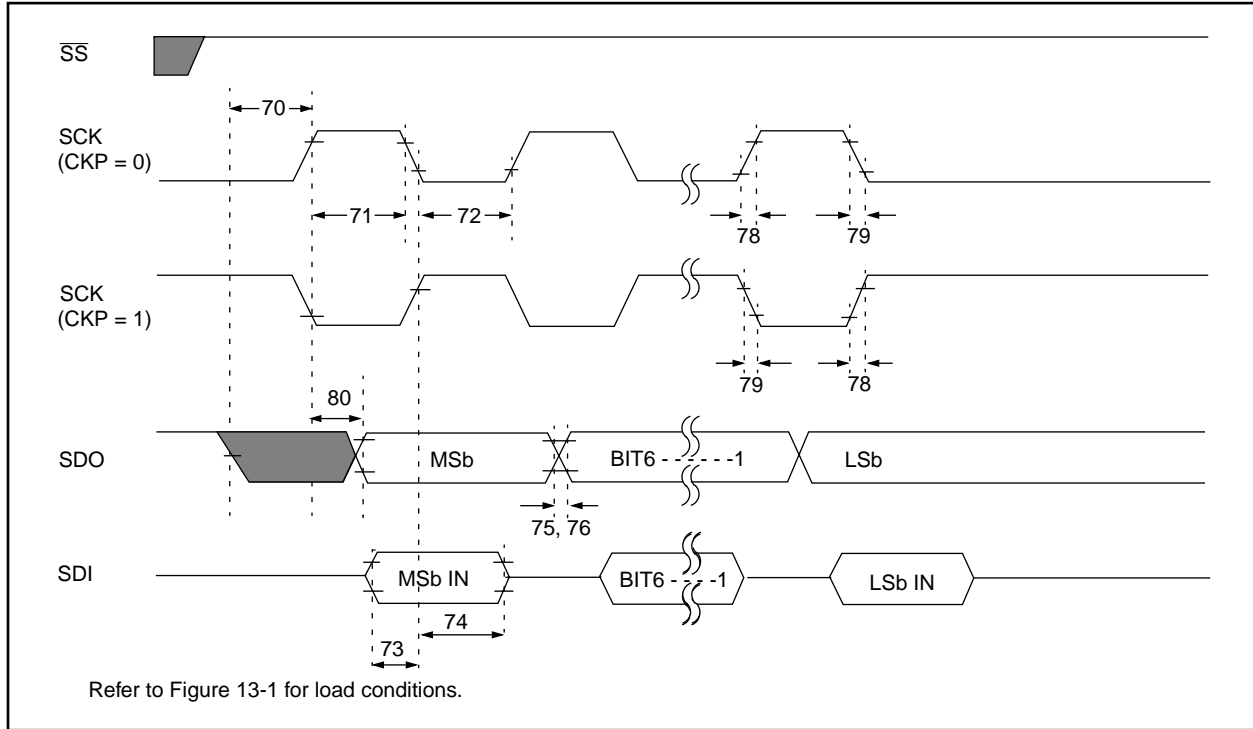 SS
70
SCK
(CKP = 0)
71
72
78
79
SCK
(CKP = 1)
79
78
80
SDO
MSb
BIT6 - - - - - -1
LSb
75, 76
SDI
MSb IN
BIT6 - - - -1
LSb IN
74
73
Refer to Figure 13-1 for load conditions.